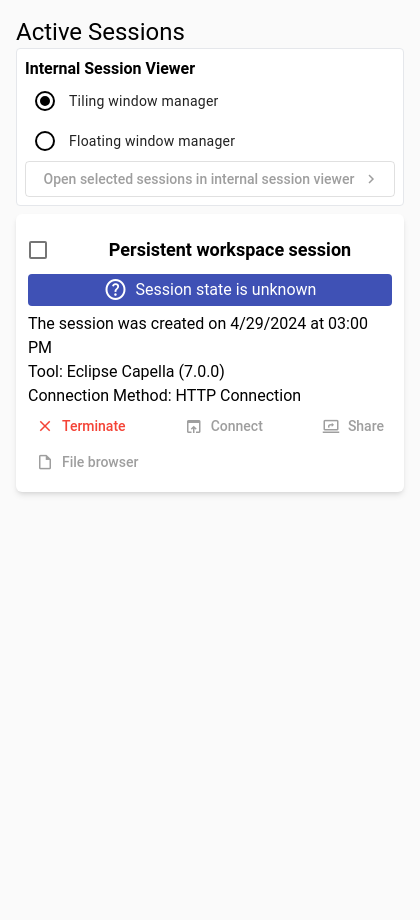 Active Sessions
Internal Session Viewer
Tiling window manager
Floating window manager
Open selected sessions in internal session viewer
Persistent workspace session
Session state is unknown
The session was created on 4/29/2024 at 03:00
PM
Tool: Eclipse Capella (7.0.0)
Connection Method: HTTP Connection
Terminate Connect Share
File browser